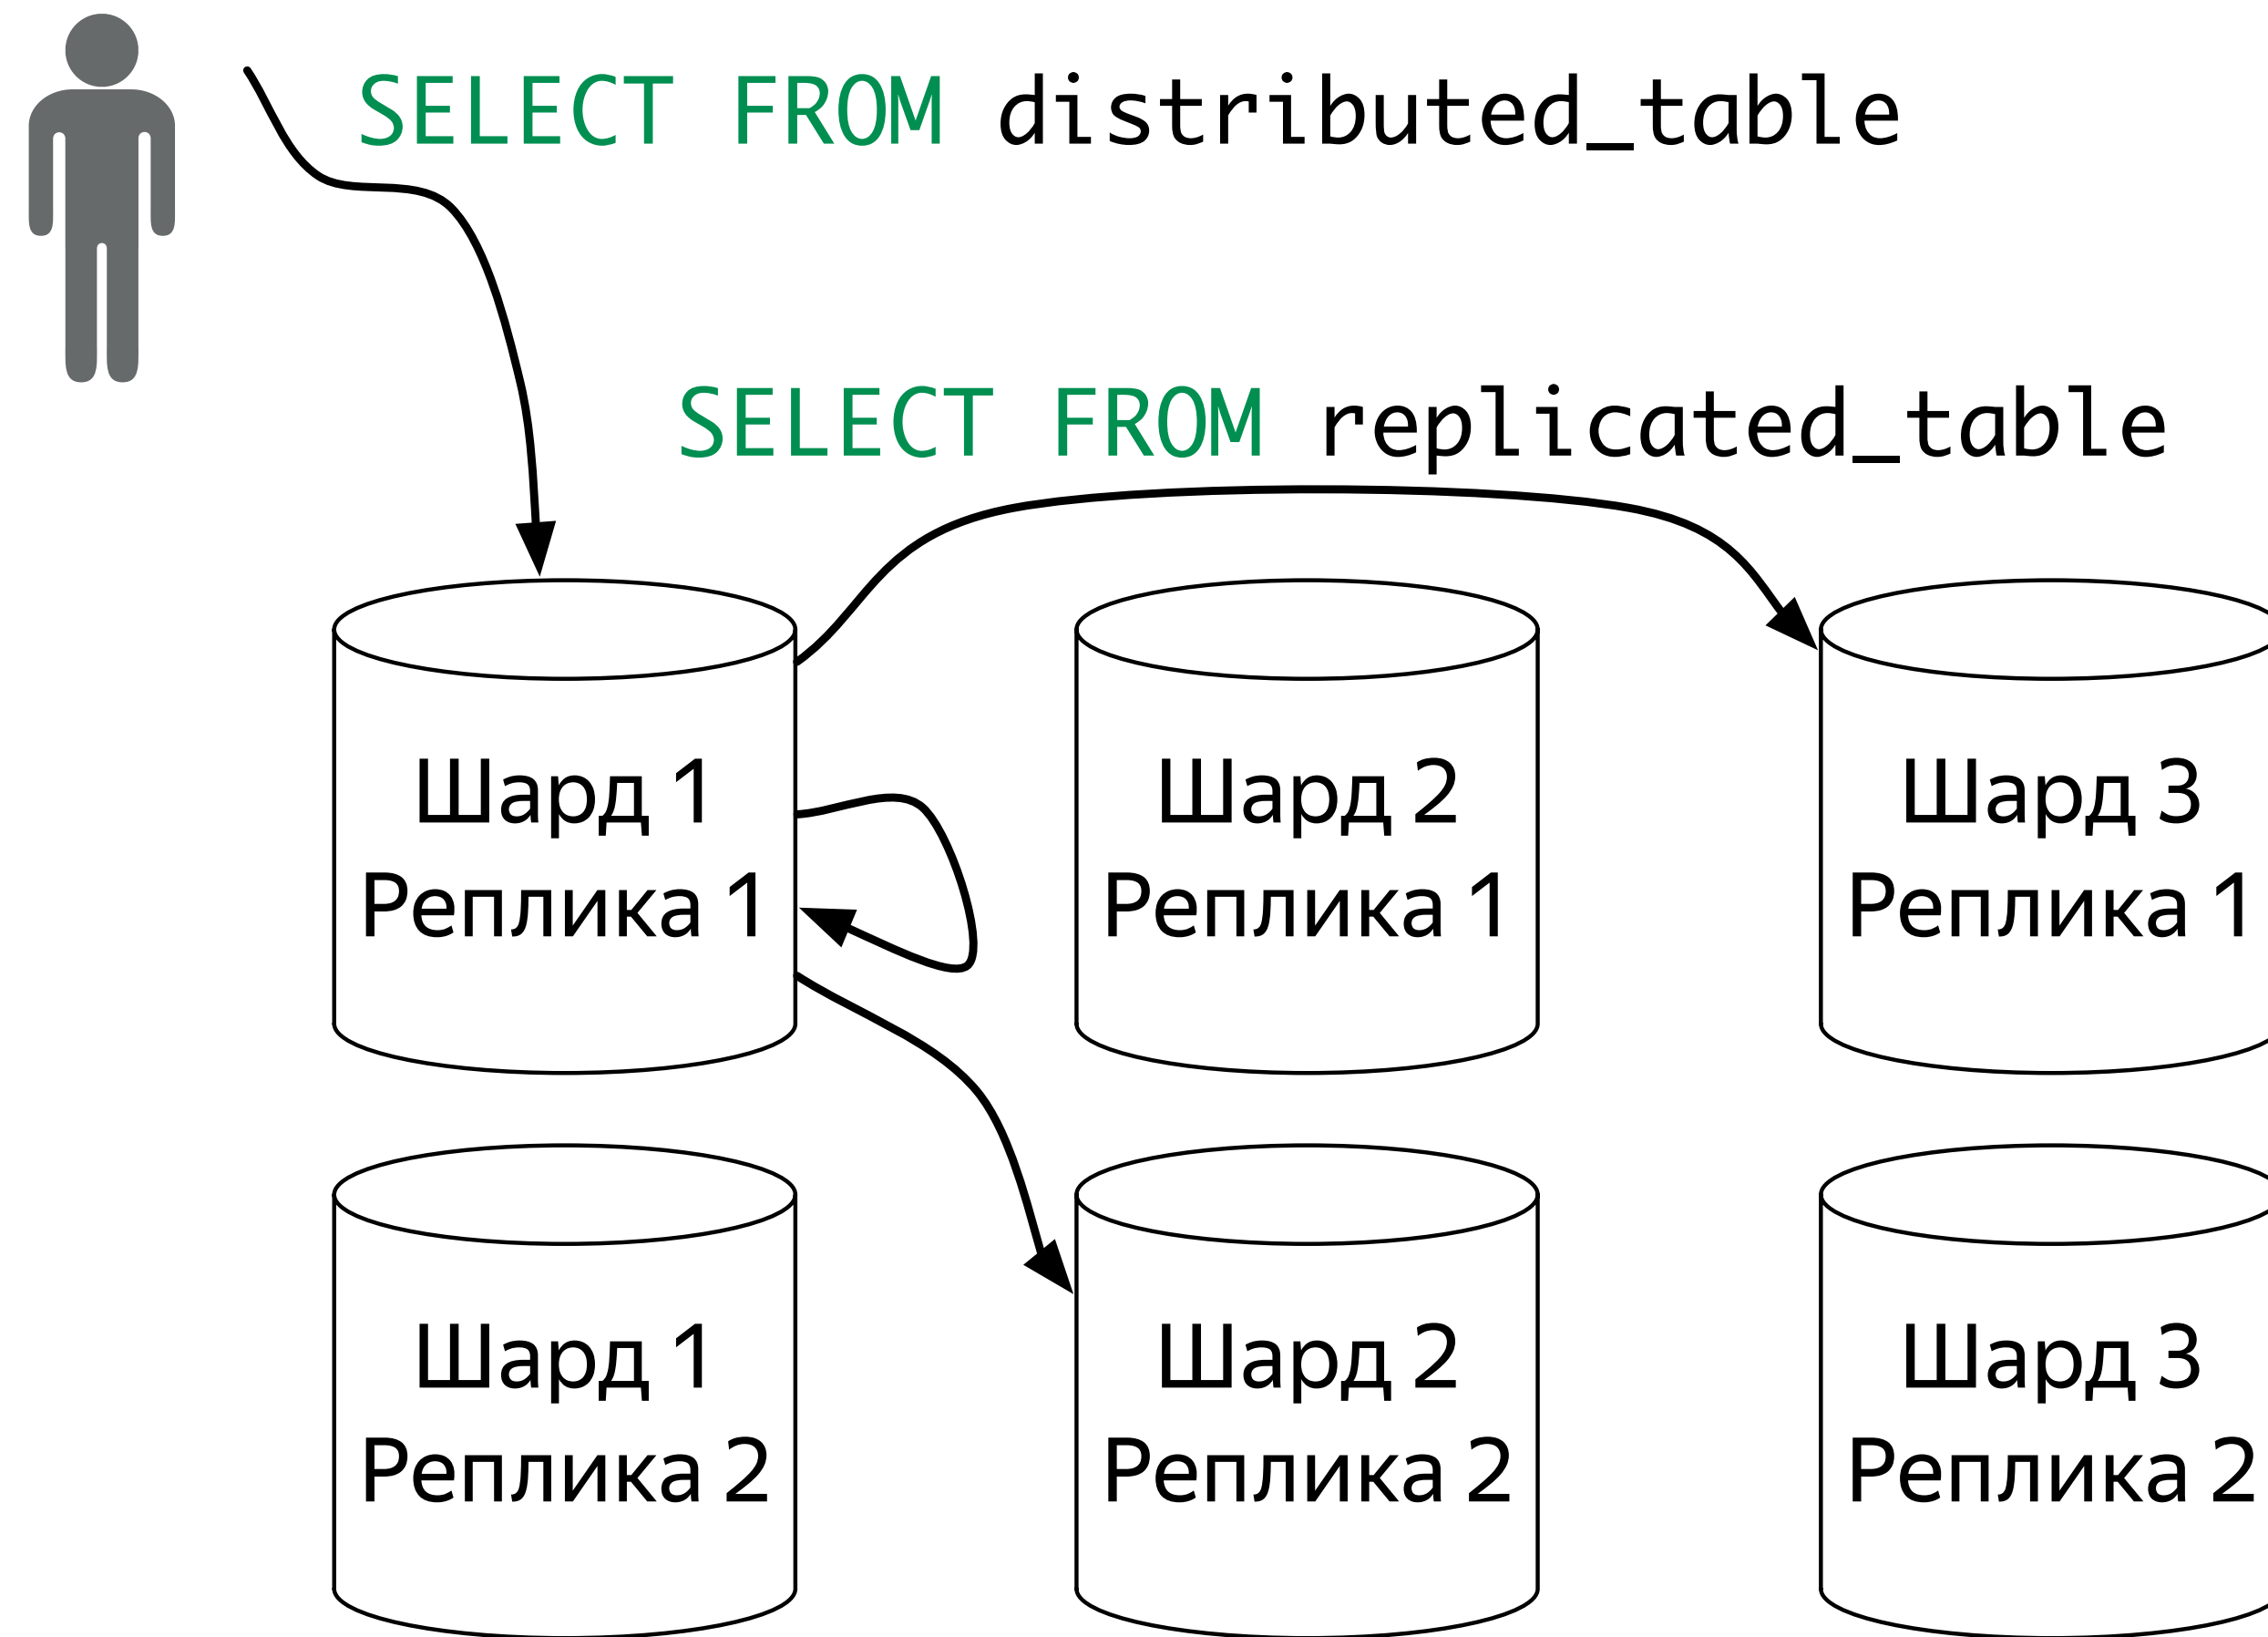 SELECT FROM distributed_table
SELECT FROM replicated_table
Шард 1
Реплика 1
Шард 2
Реплика 1
Шард 3
Реплика 1
Шард 1
Реплика 2
Шард 2
Реплика 2
Шард 3
Реплика 2